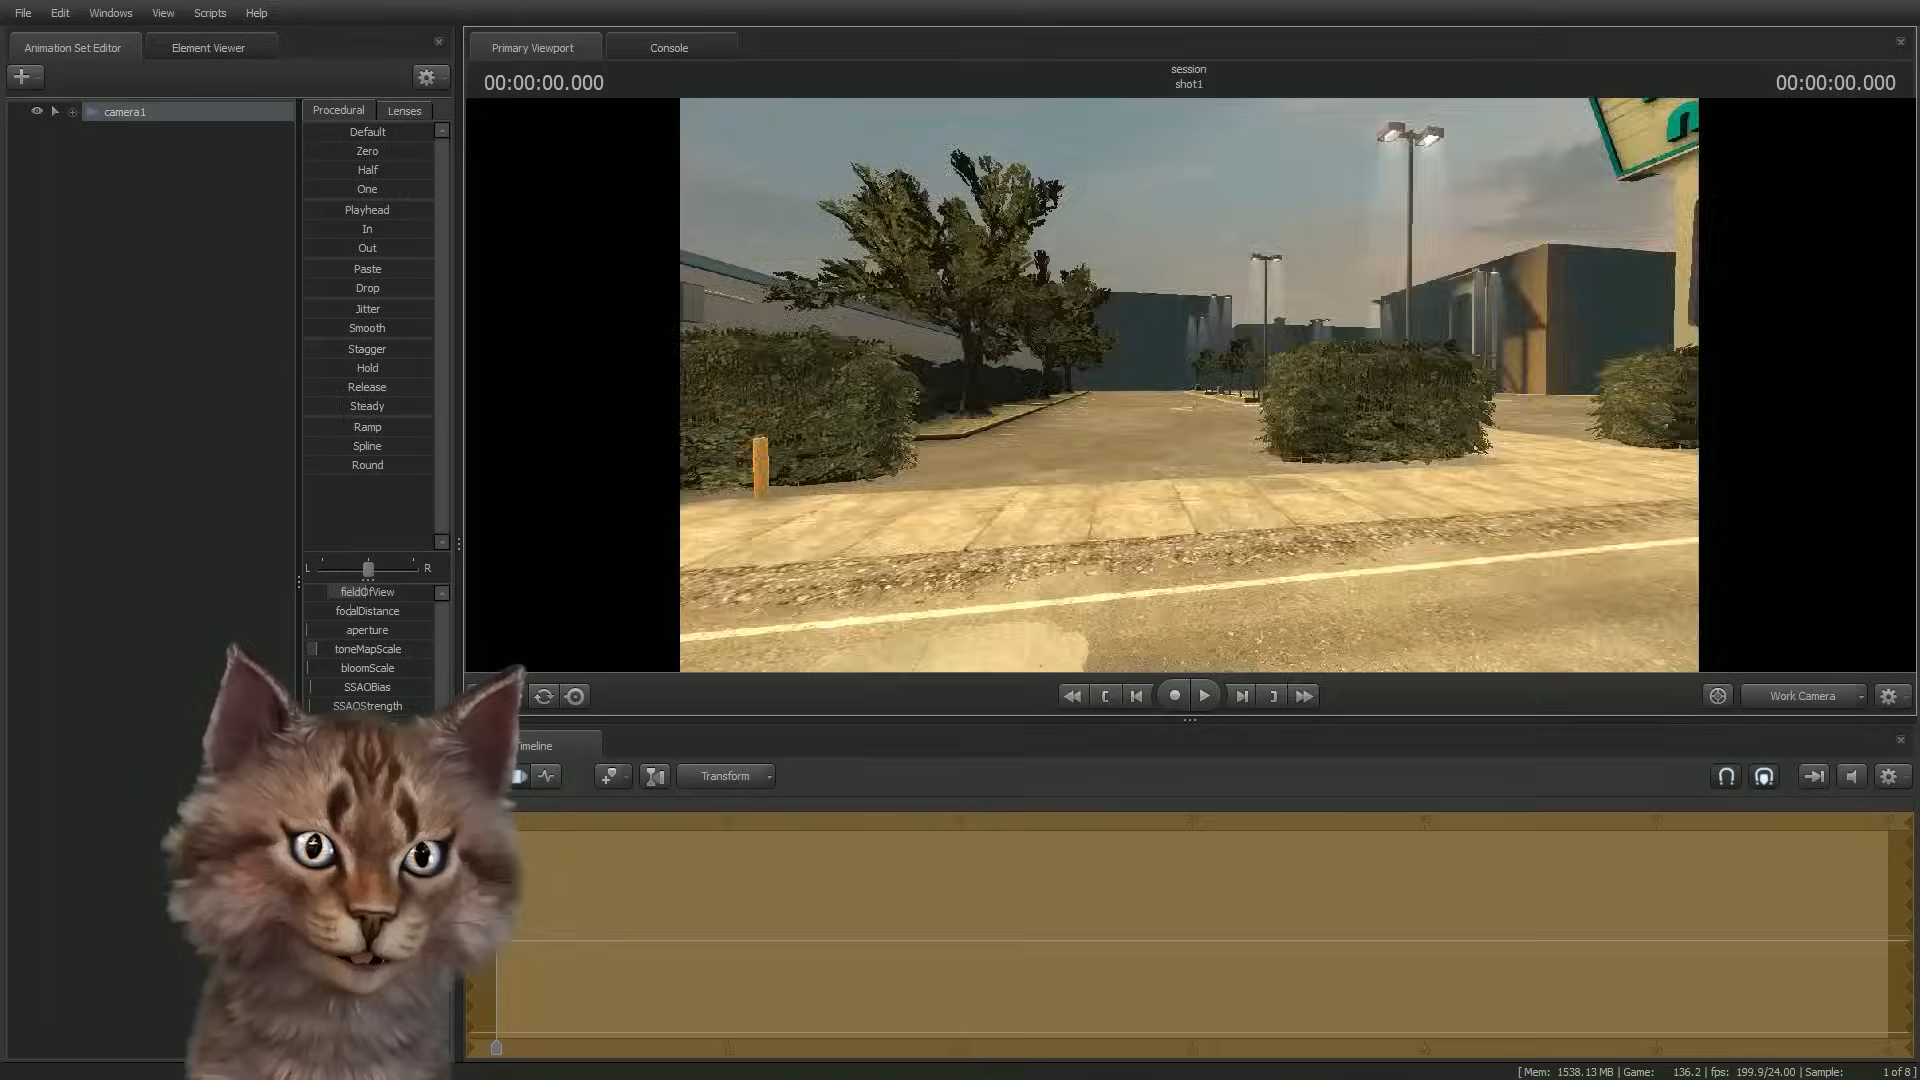 File Edit Windows View Scripts Help
Animation Set Editor Element Viewer
Primary Viewport Console
00:00:00.000
session
shot1
00:00:00.000
camera1
Procedural Lenses
Default
Zero
Half
One
Playhead
In
Out
Paste
Drop
Jitter
Smooth
Stagger
Hold
Release
Steady
Ramp
Spline
Round
L R
fieldOfView
focalDistance
aperture
toneMapScale
bloomScale
SSAOBias
SSAOStrength
Work Camera
Timeline
Transform
[ Mem: 1538.13 MB | Game: 136.2 | fps: 199.9/24.00 | Sample: 1 of 8 ]